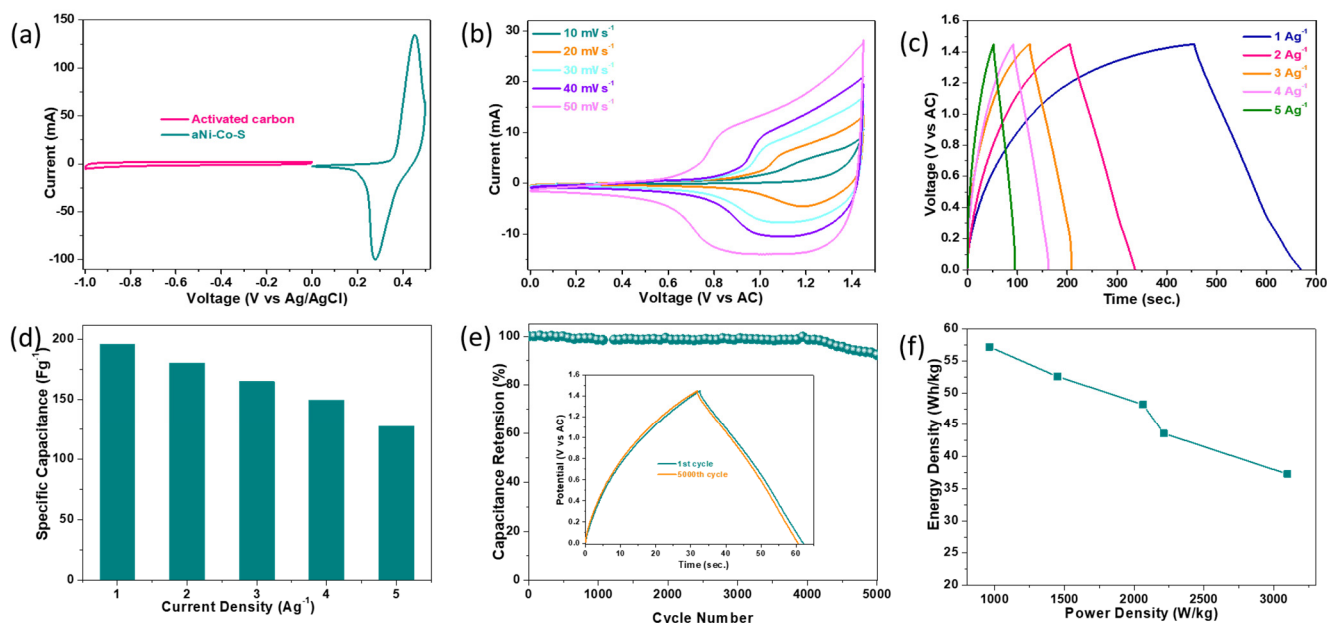 (a)
150
100
50
0
-50
-100
Current (mA)
Activated carbon
aNi-Co-S
-1.0
-0.8
-0.6
-0.4
-0.2
0.0
0.4
Voltage (V vs Ag/AgCl)
(b)
30
20
10
0
-10
Current (mA)
10 mV s⁻¹
20 mV s⁻¹
30 mV s⁻¹
40 mV s⁻¹
50 mV s⁻¹
0.0
0.2
0.4
0.6
0.8
1.0
1.2
1.4
Voltage (V vs AC)
(c)
1.6
1.4
1.2
1.0
0.8
0.6
0.4
0.2
0.0
Voltage (V vs AC)
1 Ag⁻¹
2 Ag⁻¹
3 Ag⁻¹
4 Ag⁻¹
5 Ag⁻¹
0
100
200
300
400
500
600
700
Time (sec.)
(d)
200
150
100
50
0
Specific Capacitance (Fg⁻¹)
1
2
3
4
5
Current Density (Ag⁻¹)
(e)
100
80
60
40
20
0
Capacitance Retention (%)
1.6
1.4
1.2
1.0
0.8
0.6
0.4
0.2
0.0
Potential (V vs AC)
1st cycle
5000th cycle
0
10
20
30
40
50
60
Time (sec.)
0
1000
2000
3000
4000
5000
Cycle Number
(f)
60
55
50
45
40
35
30
25
20
Energy Density (Wh/kg)
1000
1500
2000
2500
3000
Power Density (W/kg)